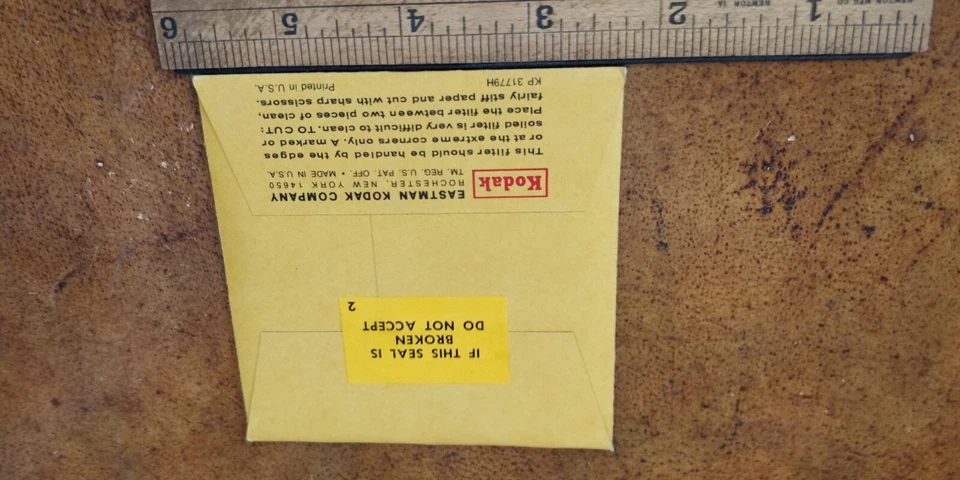 IF THIS SEAL IS
BROKEN
DO NOT ACCEPT
2
Kodak
EASTMAN KODAK COMPANY
ROCHESTER, NEW YORK 14650
TM. REG. U.S. PAT. OFF. • MADE IN U.S.A.
This filter should be handled by the edges
or at the extreme corners only. A marked or
soiled filter is very difficult to clean. TO CUT:
Place the filter between two pieces of clean,
fairly stiff paper and cut with sharp scissors.
KP 31779H Printed in U.S.A.
1 2 3 4 5 6